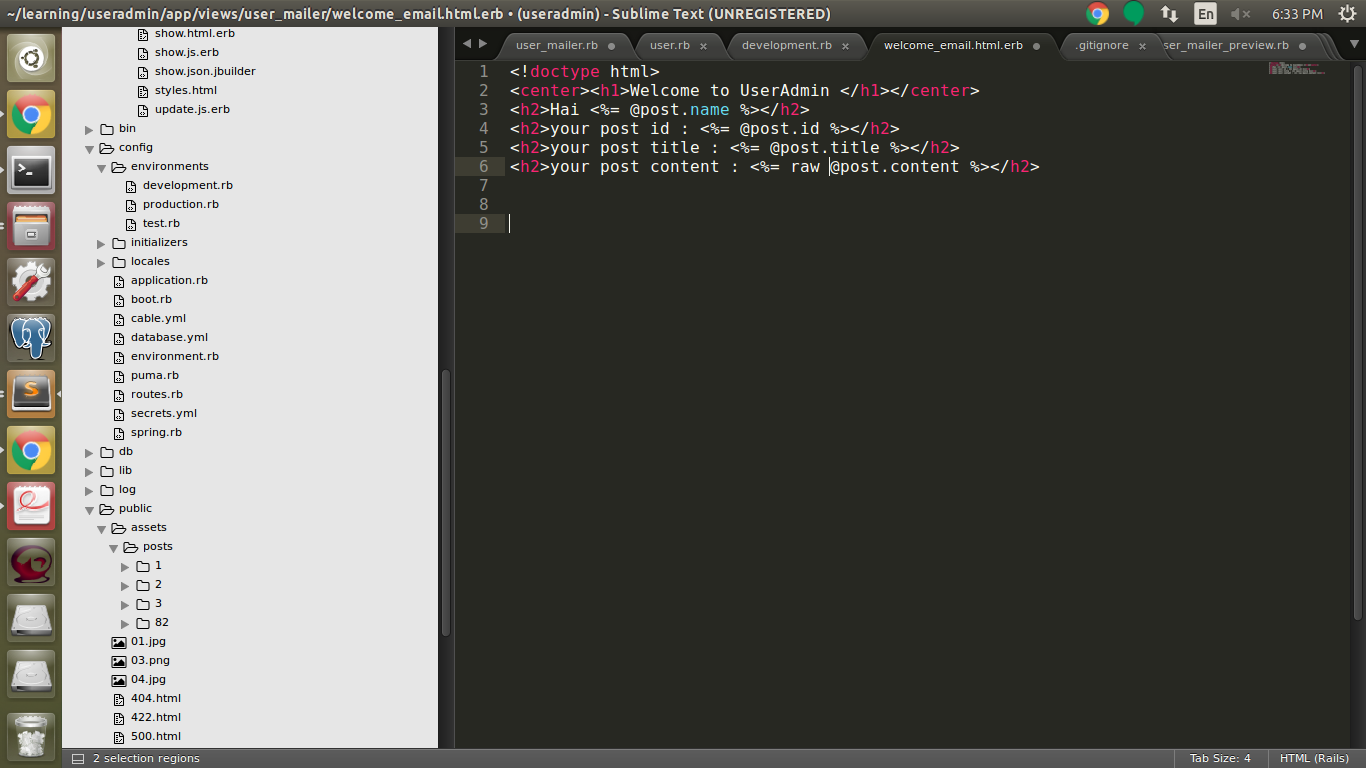 ~/learning/useradmin/app/views/user_mailer/welcome_email.html.erb • (useradmin) - Sublime Text (UNREGISTERED)
En
6:33 PM
show.html.erb
show.js.erb
show.json.jbuilder
styles.html
update.js.erb
bin
config
environments
development.rb
production.rb
test.rb
initializers
locales
application.rb
boot.rb
cable.yml
database.yml
environment.rb
puma.rb
routes.rb
secrets.yml
spring.rb
db
lib
log
public
assets
posts
1
2
3
82
01.jpg
03.png
04.jpg
404.html
422.html
500.html
user_mailer.rb
user.rb
development.rb
welcome_email.html.erb
.gitignore
ser_mailer_preview.rb
1 <!doctype html>
2 <center><h1>Welcome to UserAdmin </h1></center>
3 <h2>Hai <%= @post.name %></h2>
4 <h2>your post id : <%= @post.id %></h2>
5 <h2>your post title : <%= @post.title %></h2>
6 <h2>your post content : <%= raw @post.content %></h2>
7
8
9
2 selection regions
Tab Size: 4
HTML (Rails)